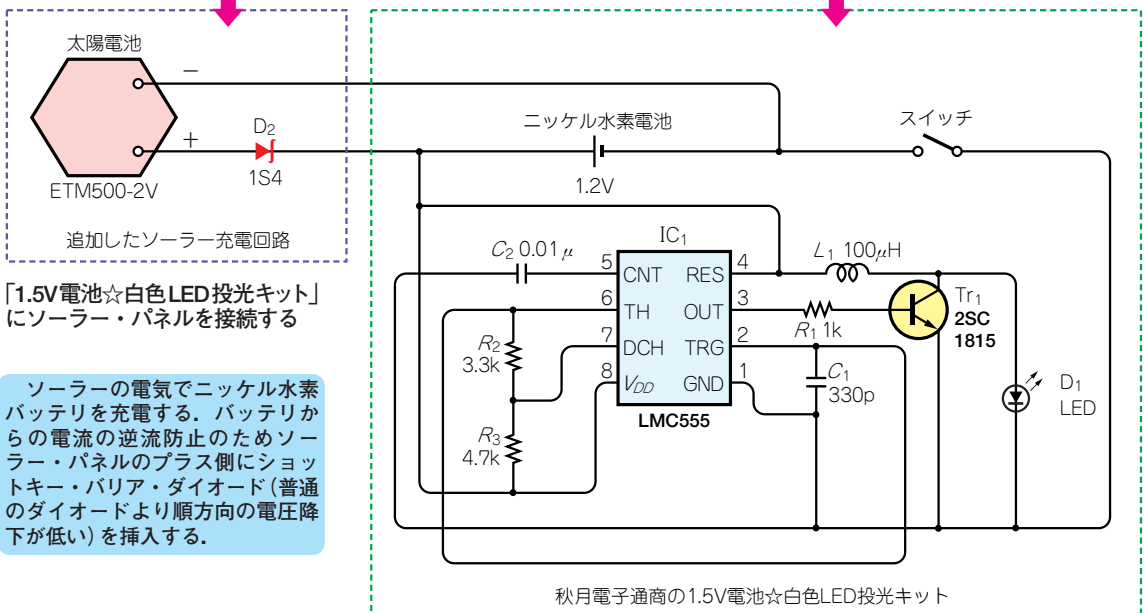 太陽電池
−
+
D2
1S4
ETM500-2V
追加したソーラー充電回路
「1.5V電池☆白色LED投光キット」
にソーラー・パネルを接続する
ソーラーの電気でニッケル水素
バッテリを充電する．バッテリか
らの電流の逆流防止のためソー
ラー・パネルのプラス側にショッ
トキー・バリア・ダイオード(普通
のダイオードより順方向の電圧降
下が低い)を挿入する．
ニッケル水素電池
1.2V
スイッチ
C2 0.01μ
IC1
L1 100μH
5 CNT RES 4
6 TH OUT 3
7 DCH TRG 2
8 VDD GND 1
LMC555
R2
3.3k
R3
4.7k
R1 1k
C1
330p
Tr1
2SC
1815
D1
LED
秋月電子通商の1.5V電池☆白色LED投光キット